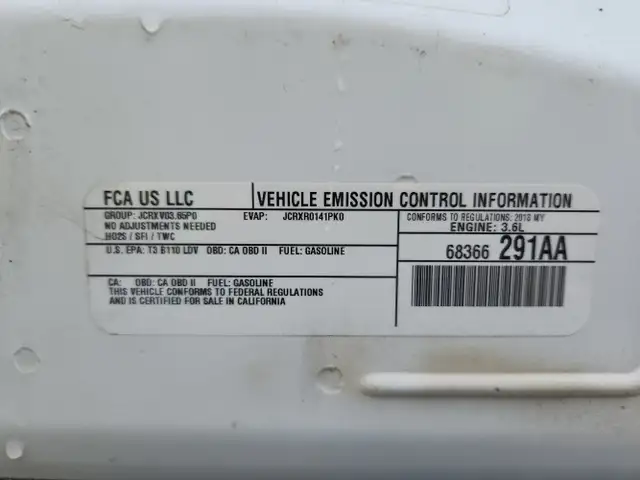 FCA US LLC
VEHICLE EMISSION CONTROL INFORMATION
GROUP: JCRXV03.65P0 EVAP: JCRXR0141PK0
NO ADJUSTMENTS NEEDED
HO2S / SFI / TWC
CONFORMS TO REGULATIONS: 2018 MY
ENGINE: 3.6L
U.S. EPA: T3 B110 LDV OBD: CA OBD II FUEL: GASOLINE
68366 291AA
CA: OBD: CA OBD II FUEL: GASOLINE
THIS VEHICLE CONFORMS TO FEDERAL REGULATIONS
AND IS CERTIFIED FOR SALE IN CALIFORNIA